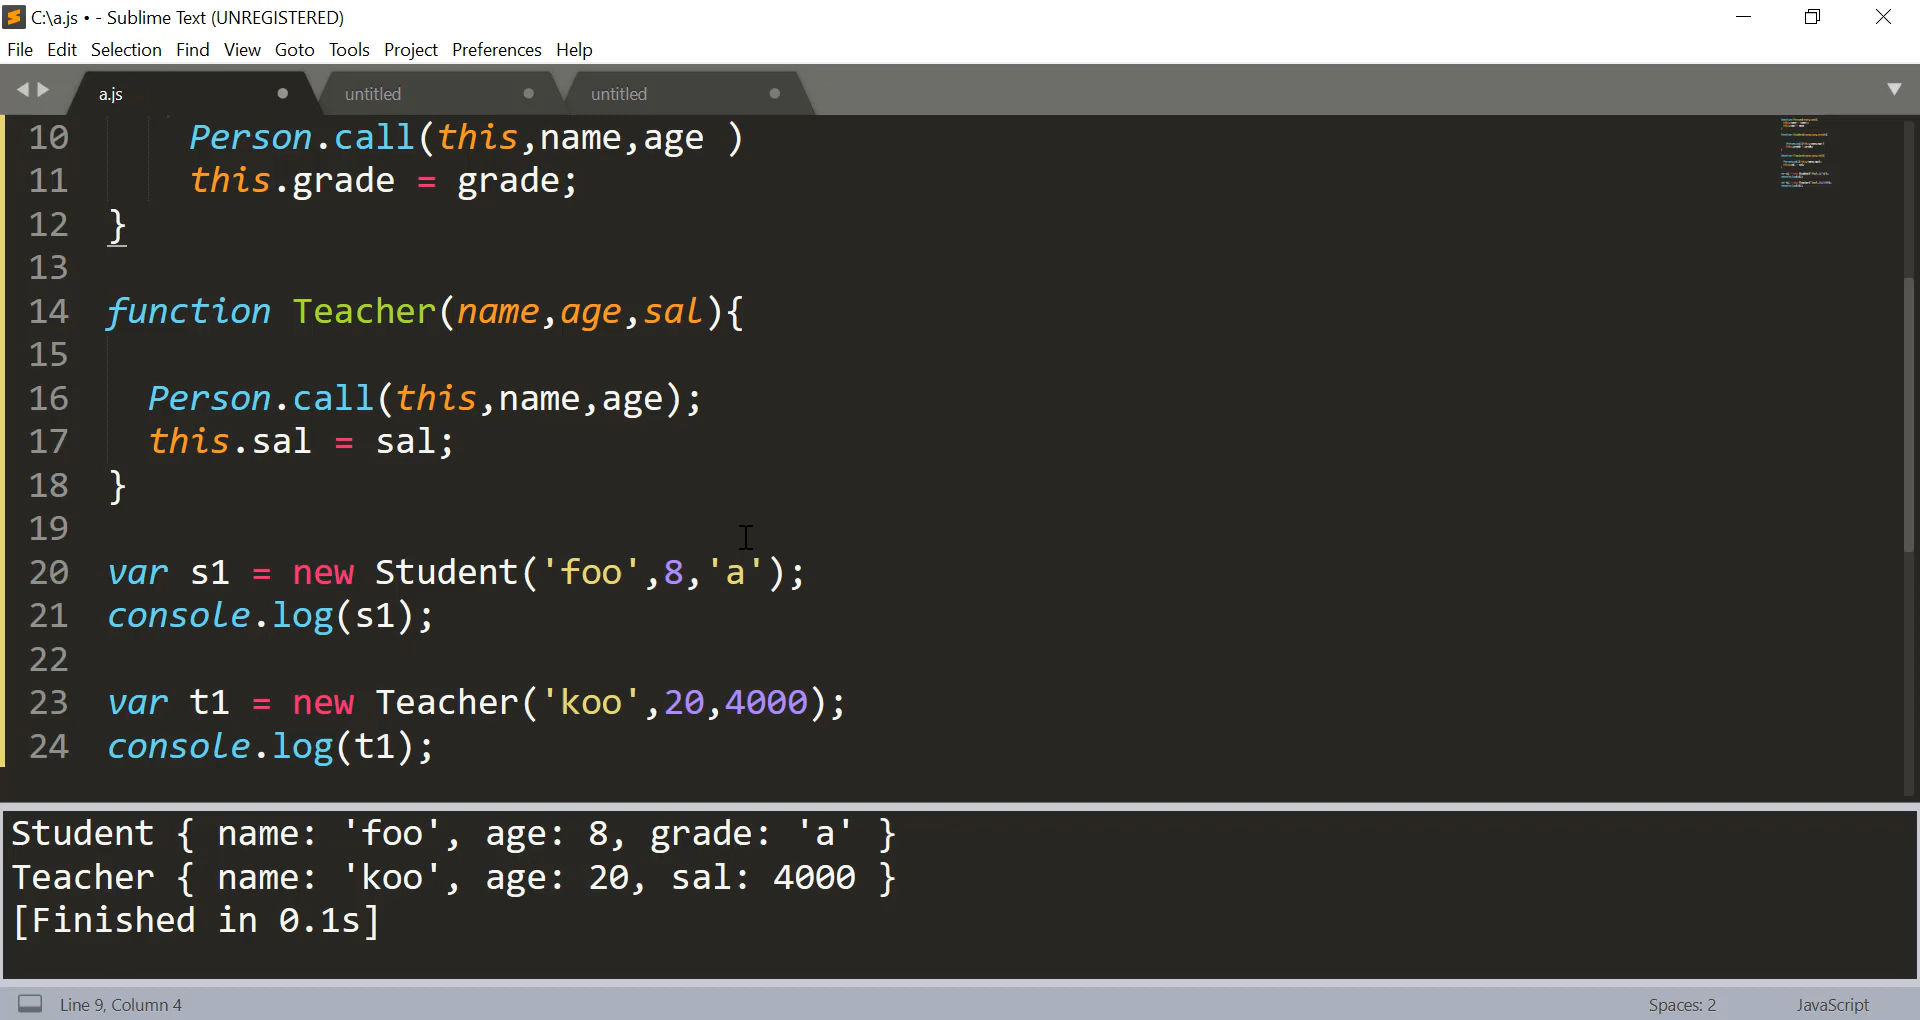 C:\a.js • - Sublime Text (UNREGISTERED)
File Edit Selection Find View Goto Tools Project Preferences Help
a.js untitled untitled
10 Person.call(this,name,age )
11 this.grade = grade;
12 }
13
14 function Teacher(name,age,sal){
15
16 Person.call(this,name,age);
17 this.sal = sal;
18 }
19
20 var s1 = new Student('foo',8,'a');
21 console.log(s1);
22
23 var t1 = new Teacher('koo',20,4000);
24 console.log(t1);
Student { name: 'foo', age: 8, grade: 'a' }
Teacher { name: 'koo', age: 20, sal: 4000 }
[Finished in 0.1s]
Line 9, Column 4 Spaces: 2 JavaScript